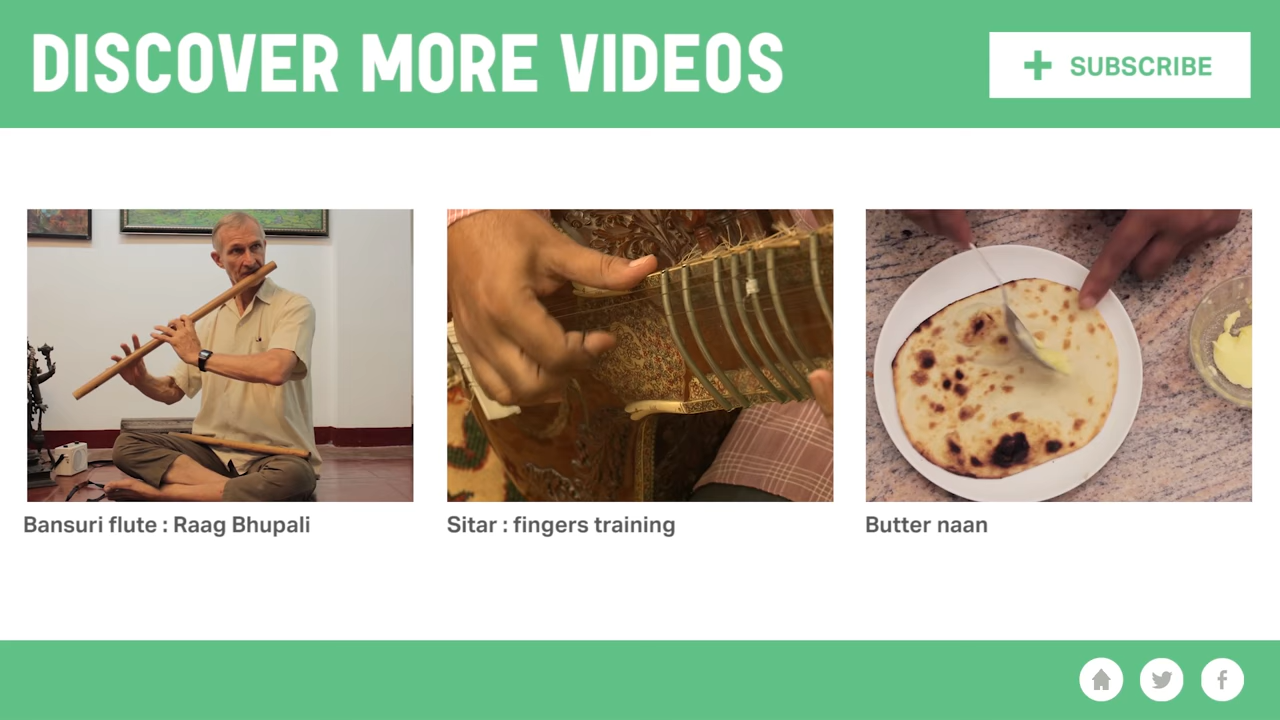 DISCOVER MORE VIDEOS
+ SUBSCRIBE
Bansuri flute : Raag Bhupali
Sitar : fingers training
Butter naan